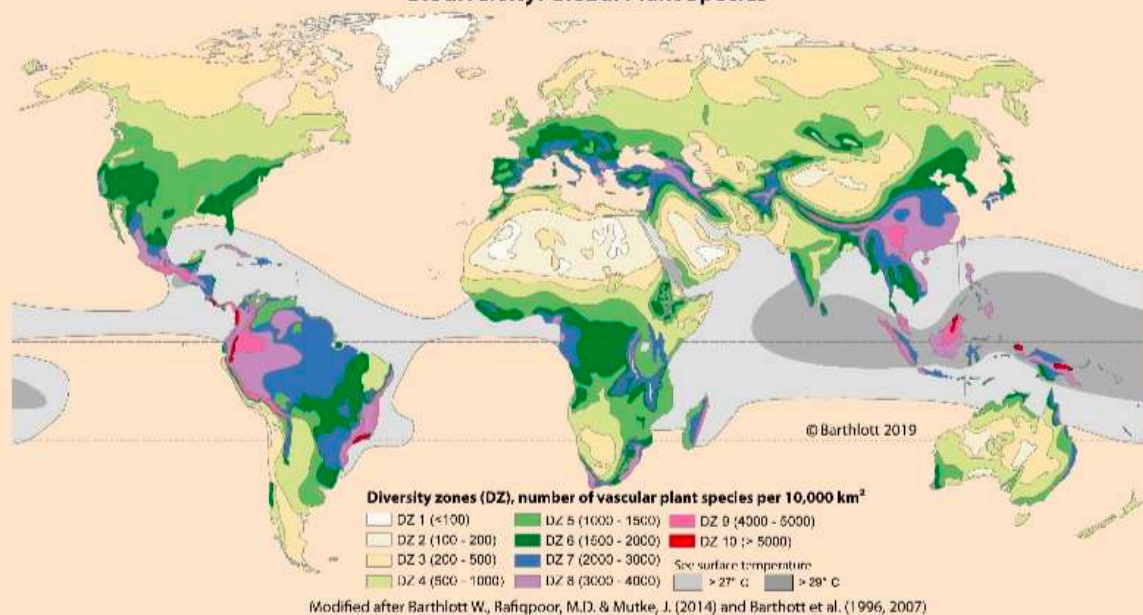 © Barthlott 2019
Diversity zones (DZ), number of vascular plant species per 10,000 km²
DZ 1 (<100)
DZ 2 (100 - 200)
DZ 3 (200 - 500)
DZ 4 (500 - 1000)
DZ 5 (1000 - 1500)
DZ 6 (1500 - 2000)
DZ 7 (2000 - 3000)
DZ 8 (3000 - 4000)
DZ 9 (4000 - 5000)
DZ 10 (> 5000)
surface temperature
> 27° C
> 29° C
Modified after Barthlott W., Rafiqpoor, M.D. & Mutke, J. (2014) and Barthott et al. (1996, 2007)